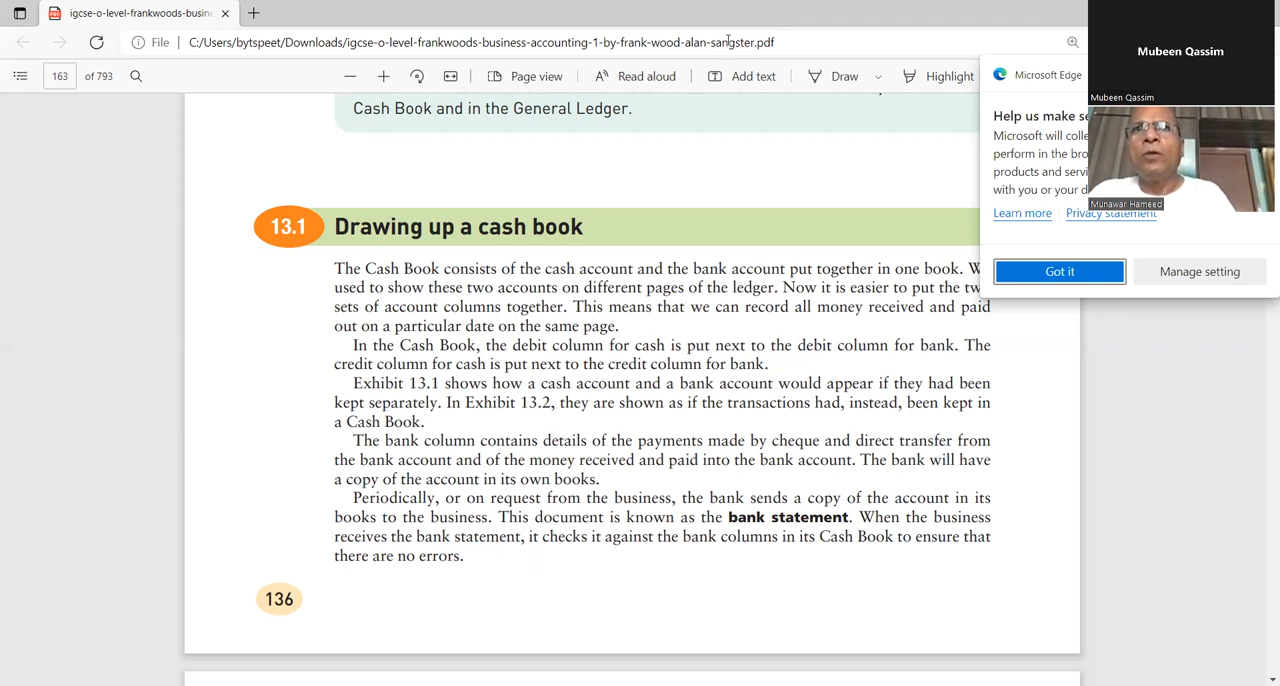 igcse-o-level-frankwoods-busin
File
C:/Users/bytspeet/Downloads/igcse-o-level-frankwoods-business-accounting-1-by-frank-wood-alan-sangster.pdf
163 of 793
Page view
Read aloud
Add text
Draw
Highlight
Mubeen Qassim
Mubeen Qassim
Munawar Hameed
Microsoft Edge
Help us make se
Microsoft will colle
perform in the bro
products and servi
with you or your d
Learn more
Privacy statement
Got it
Manage setting
Cash Book and in the General Ledger.
13.1 Drawing up a cash book
The Cash Book consists of the cash account and the bank account put together in one book. W
used to show these two accounts on different pages of the ledger. Now it is easier to put the tw
sets of account columns together. This means that we can record all money received and paid
out on a particular date on the same page.
In the Cash Book, the debit column for cash is put next to the debit column for bank. The
credit column for cash is put next to the credit column for bank.
Exhibit 13.1 shows how a cash account and a bank account would appear if they had been
kept separately. In Exhibit 13.2, they are shown as if the transactions had, instead, been kept in
a Cash Book.
The bank column contains details of the payments made by cheque and direct transfer from
the bank account and of the money received and paid into the bank account. The bank will have
a copy of the account in its own books.
Periodically, or on request from the business, the bank sends a copy of the account in its
books to the business. This document is known as the bank statement. When the business
receives the bank statement, it checks it against the bank columns in its Cash Book to ensure that
there are no errors.
136